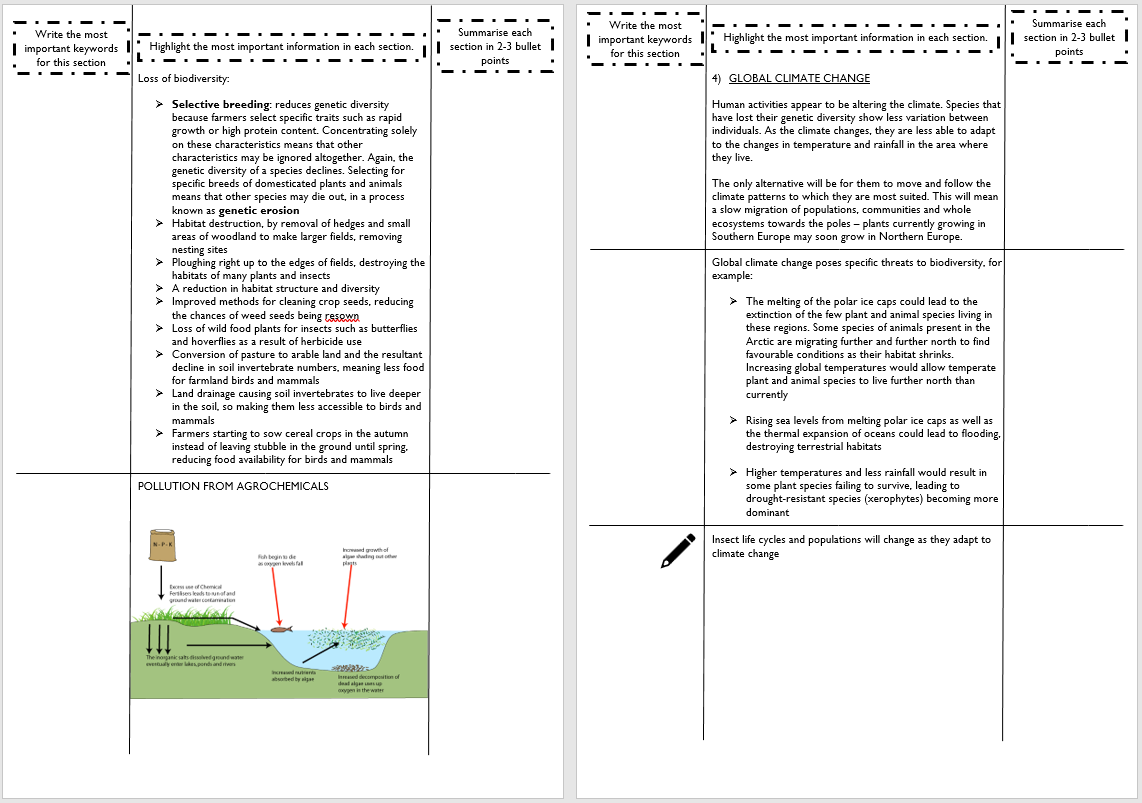 Write the most
important keywords
for this section
Highlight the most important information in each section.
Summarise each
section in 2-3 bullet
points
Loss of biodiversity:
➢ Selective breeding: reduces genetic diversity
because farmers select specific traits such as rapid
growth or high protein content. Concentrating solely
on these characteristics means that other
characteristics may be ignored altogether. Again, the
genetic diversity of a species declines. Selecting for
specific breeds of domesticated plants and animals
means that other species may die out, in a process
known as genetic erosion
➢ Habitat destruction, by removal of hedges and small
areas of woodland to make larger fields, removing
nesting sites
➢ Ploughing right up to the edges of fields, destroying the
habitats of many plants and insects
➢ A reduction in habitat structure and diversity
➢ Improved methods for cleaning crop seeds, reducing
the chances of weed seeds being resown
➢ Loss of wild food plants for insects such as butterflies
and hoverflies as a result of herbicide use
➢ Conversion of pasture to arable land and the resultant
decline in soil invertebrate numbers, meaning less food
for farmland birds and mammals
➢ Land drainage causing soil invertebrates to live deeper
in the soil, so making them less accessible to birds and
mammals
➢ Farmers starting to sow cereal crops in the autumn
instead of leaving stubble in the ground until spring,
reducing food availability for birds and mammals
POLLUTION FROM AGROCHEMICALS
N - P - K
Excess use of Chemical
Fertilisers leads to run of and
ground water contamination
Fish begin to die
as oxygen levels fall
Increased growth of
algae shading out other
plants
The inorganic salts dissolved ground water
eventually enter lakes, ponds and rivers
Increased nutrients
absorbed by algae
Increased decomposition of
dead algae uses up
oxygen in the water
Write the most
important keywords
for this section
Highlight the most important information in each section.
Summarise each
section in 2-3 bullet
points
4) GLOBAL CLIMATE CHANGE
Human activities appear to be altering the climate. Species that
have lost their genetic diversity show less variation between
individuals. As the climate changes, they are less able to adapt
to the changes in temperature and rainfall in the area where
they live.
The only alternative will be for them to move and follow the
climate patterns to which they are most suited. This will mean
a slow migration of populations, communities and whole
ecosystems towards the poles – plants currently growing in
Southern Europe may soon grow in Northern Europe.
Global climate change poses specific threats to biodiversity, for
example:
➢ The melting of the polar ice caps could lead to the
extinction of the few plant and animal species living in
these regions. Some species of animals present in the
Arctic are migrating further and further north to find
favourable conditions as their habitat shrinks.
Increasing global temperatures would allow temperate
plant and animal species to live further north than
currently
➢ Rising sea levels from melting polar ice caps as well as
the thermal expansion of oceans could lead to flooding,
destroying terrestrial habitats
➢ Higher temperatures and less rainfall would result in
some plant species failing to survive, leading to
drought-resistant species (xerophytes) becoming more
dominant
Insect life cycles and populations will change as they adapt to
climate change